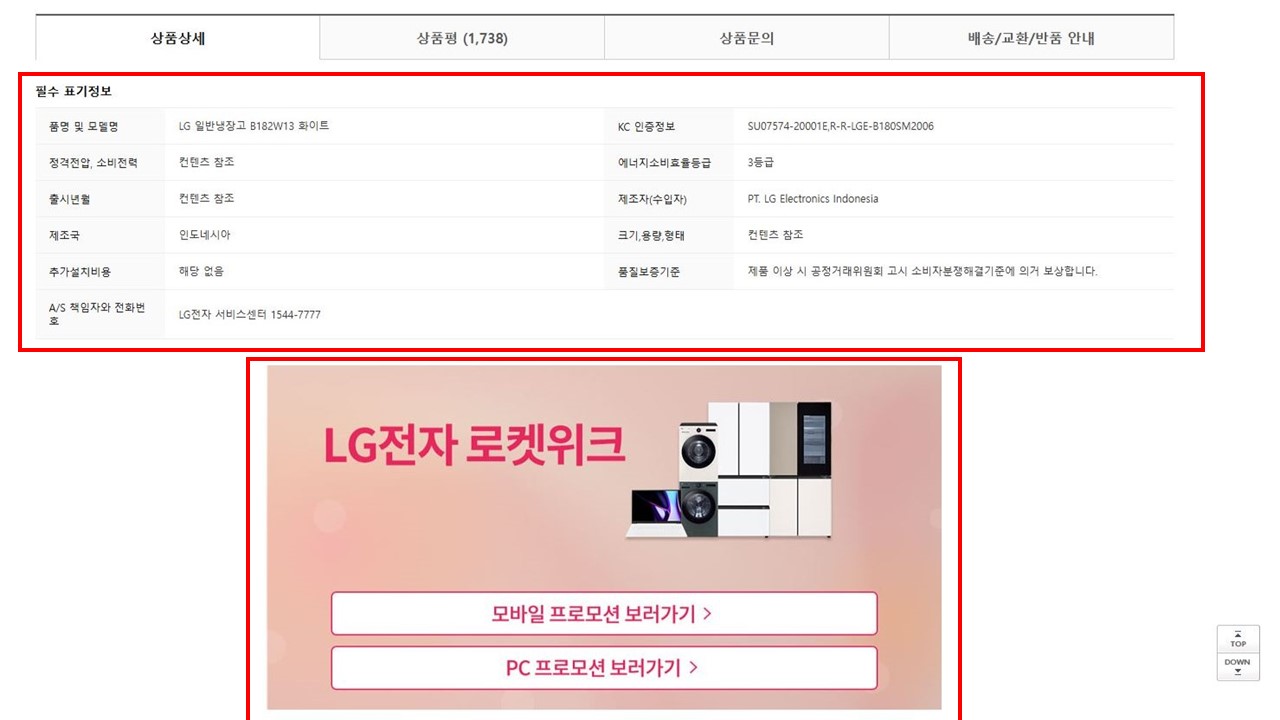 상품상세
상품평 (1,738)
상품문의
배송/교환/반품 안내
필수 표기정보
품명 및 모델명
LG 일반냉장고 B182W13 화이트
KC 인증정보
SU07574-20001E,R-R-LGE-B180SM2006
정격전압, 소비전력
컨텐츠 참조
에너지소비효율등급
3등급
출시년월
컨텐츠 참조
제조자(수입자)
PT. LG Electronics Indonesia
제조국
인도네시아
크기,용량,형태
컨텐츠 참조
추가설치비용
해당 없음
품질보증기준
제품 이상 시 공정거래위원회 고시 소비자분쟁해결기준에 의거 보상합니다.
A/S 책임자와 전화번
호
LG전자 서비스센터 1544-7777
LG전자 로켓위크
모바일 프로모션 보러가기 >
PC 프로모션 보러가기 >
TOP
DOWN